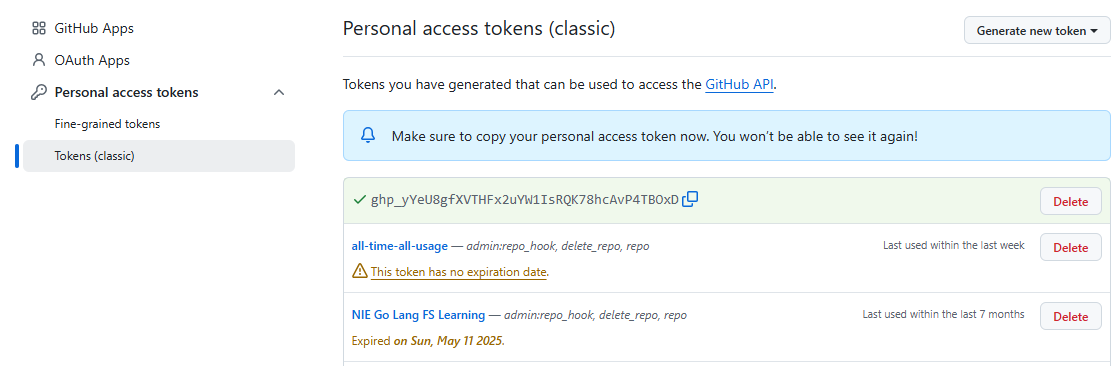 GitHub Apps
OAuth Apps
Personal access tokens
Fine-grained tokens
Tokens (classic)
Personal access tokens (classic)
Generate new token
Tokens you have generated that can be used to access the GitHub API.
Make sure to copy your personal access token now. You won't be able to see it again!
Delete
all-time-all-usage — admin:repo_hook, delete_repo, repo
Last used within the last week
Delete
This token has no expiration date.
NIE Go Lang FS Learning — admin:repo_hook, delete_repo, repo
Last used within the last 7 months
Delete
Expired on Sun, May 11 2025.